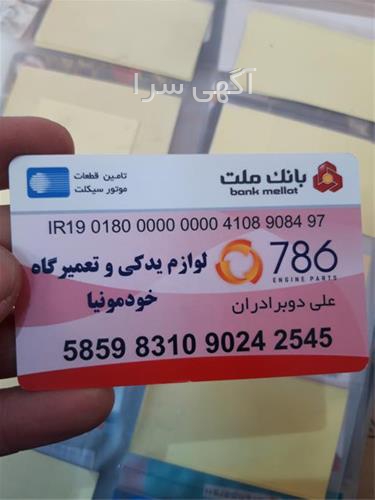 آگهی سرا
تامین قطعات
موتور سیکلت
بانك ملت
bank mellat
IR19 0180 0000 0000 4108 9084 97
لوازم یدکی و تعمیرگاه
خودمونیا
786
ENGINE PARTS
علی دوبرادران
5859 8310 9024 2545